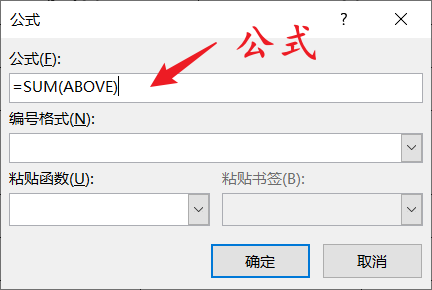 公式
?
公式
公式(F):
=SUM(ABOVE)
编号格式(N):
粘贴函数(U):
粘贴书签(B):
确定
取消